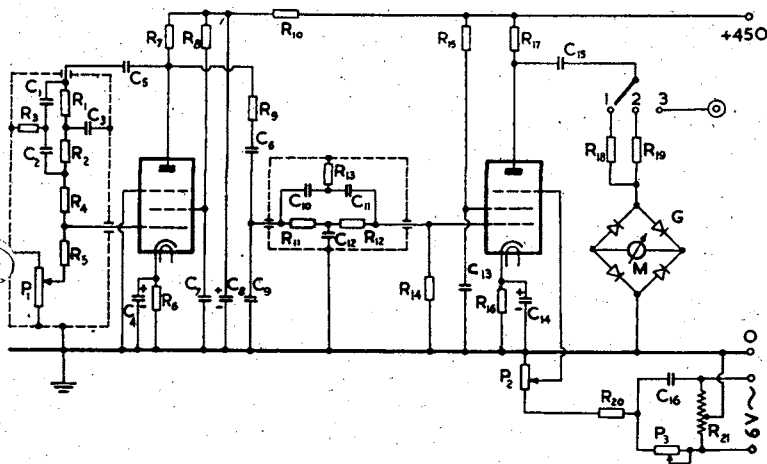 R7
R8
R10
R15
R17
+450
C5
C15
C1
R1
R3
C3
C2
R2
R9
1
2
3
C6
R18
R19
R13
R4
C10
C11
G
R11
C12
R12
M
R5
P1
C13
R14
R16
C14
C4
R6
C7
C8
C9
O
P2
C16
R20
R21
6V~
P3